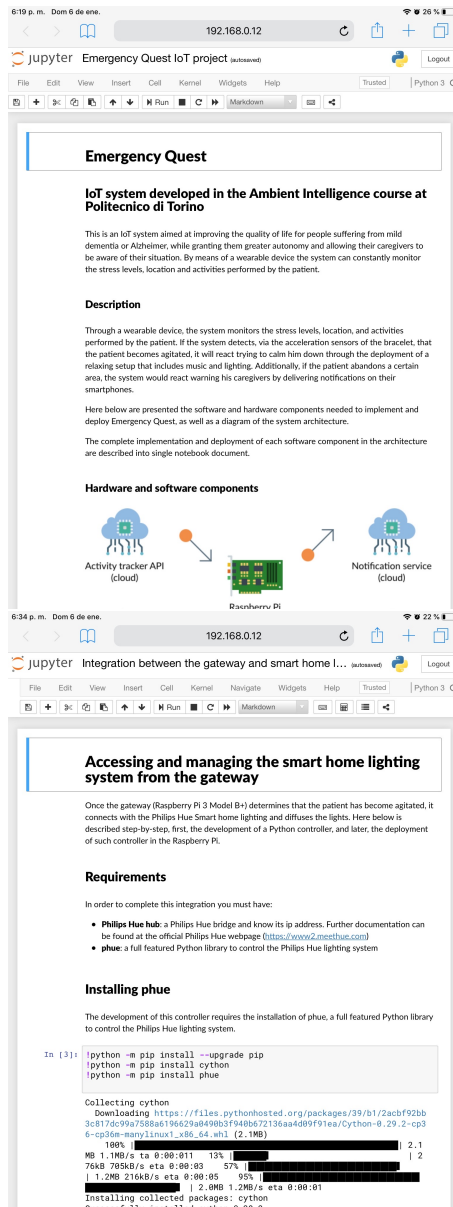 6:19 p. m. Dom 6 de ene.
26 %
192.168.0.12
jupyter Emergency Quest IoT project (autosaved)
Logout
File Edit View Insert Cell Kernel Widgets Help
Trusted
Python 3
Run
Markdown
Emergency Quest
IoT system developed in the Ambient Intelligence course at
Politecnico di Torino
This is an IoT system aimed at improving the quality of life for people suffering from mild
dementia or Alzheimer, while granting them greater autonomy and allowing their caregivers to
be aware of their situation. By means of a wearable device the system can constantly monitor
the stress levels, location and activities performed by the patient.
Description
Through a wearable device, the system monitors the stress levels, location, and activities
performed by the patient. If the system detects, via the acceleration sensors of the bracelet, that
the patient becomes agitated, it will react trying to calm him down through the deployment of a
relaxing setup that includes music and lighting. Additionally, if the patient abandons a certain
area, the system would react warning his caregivers by delivering notifications on their
smartphones.
Here below are presented the software and hardware components needed to implement and
deploy Emergency Quest, as well as a diagram of the system architecture.
The complete implementation and deployment of each software component in the architecture
are described into single notebook document.
Hardware and software components
Activity tracker API
(cloud)
Notification service
(cloud)
Raspberry Pi
6:34 p. m. Dom 6 de ene.
22 %
192.168.0.12
jupyter Integration between the gateway and smart home l... (autosaved)
Logout
File Edit View Insert Cell Kernel Navigate Widgets Help
Trusted
Python 3
Run
Markdown
Accessing and managing the smart home lighting
system from the gateway
Once the gateway (Raspberry Pi 3 Model B+) determines that the patient has become agitated, it
connects with the Philips Hue Smart home lighting and diffuses the lights. Here below is
described step-by-step, first, the development of a Python controller, and later, the deployment
of such controller in the Raspberry Pi.
Requirements
In order to complete this integration you must have:
• Philips Hue hub: a Philips Hue bridge and know its ip address. Further documentation can
be found at the official Philips Hue webpage (https://www2.meethue.com)
• phue: a full featured Python library to control the Philips Hue lighting system
Installing phue
The development of this controller requires the installation of phue, a full featured Python library
to control the Philips Hue lighting system.
In [3]: !python -m pip install --upgrade pip
!python -m pip install cython
!python -m pip install phue
Collecting cython
Downloading https://files.pythonhosted.org/packages/39/b1/2acbf92bb
3c817dc99a7588a6196629a0490b3f940b672136aa4d09f91ea/Cython-0.29.2-cp3
6-cp36m-manylinux1_x86_64.whl (2.1MB)
100% | | 2.1
MB 1.1MB/s ta 0:00:011 13% | | 2
76kB 705kB/s eta 0:00:03 57% |
| 1.2MB 216kB/s eta 0:00:05 95% |
| 2.0MB 1.2MB/s eta 0:00:01
Installing collected packages: cython